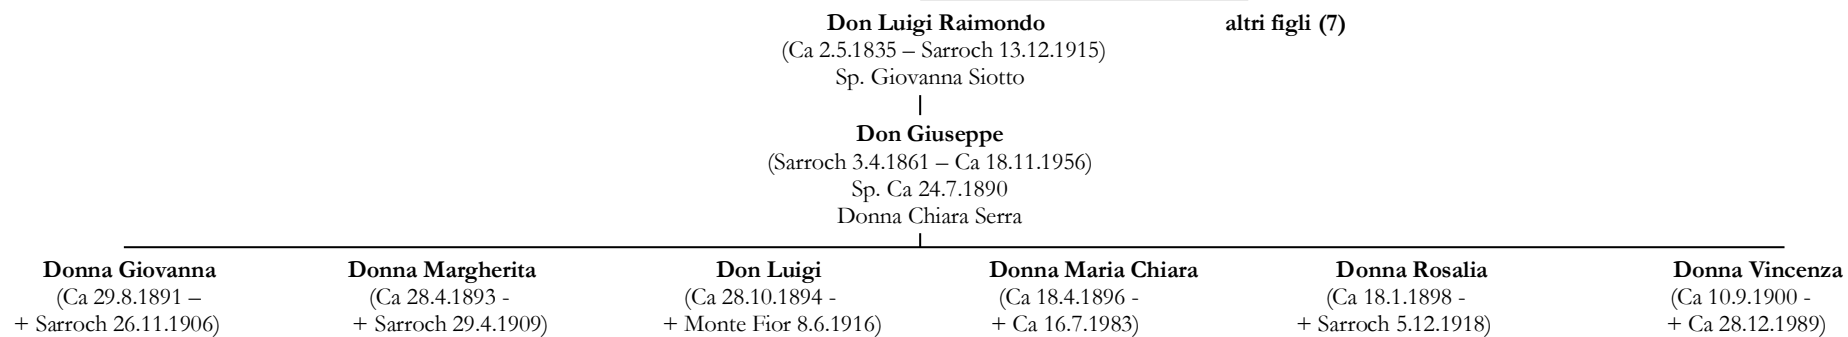 Don Luigi Raimondo altri figli (7)
(Ca 2.5.1835 – Sarroch 13.12.1915)
Sp. Giovanna Siotto
Don Giuseppe
(Sarroch 3.4.1861 – Ca 18.11.1956)
Sp. Ca 24.7.1890
Donna Chiara Serra
Donna Giovanna Donna Margherita Don Luigi Donna Maria Chiara Donna Rosalia Donna Vincenza
(Ca 29.8.1891 – (Ca 28.4.1893 - (Ca 28.10.1894 - (Ca 18.4.1896 - (Ca 18.1.1898 - (Ca 10.9.1900 -
+ Sarroch 26.11.1906) + Sarroch 29.4.1909) + Monte Fior 8.6.1916) + Ca 16.7.1983) + Sarroch 5.12.1918) + Ca 28.12.1989)